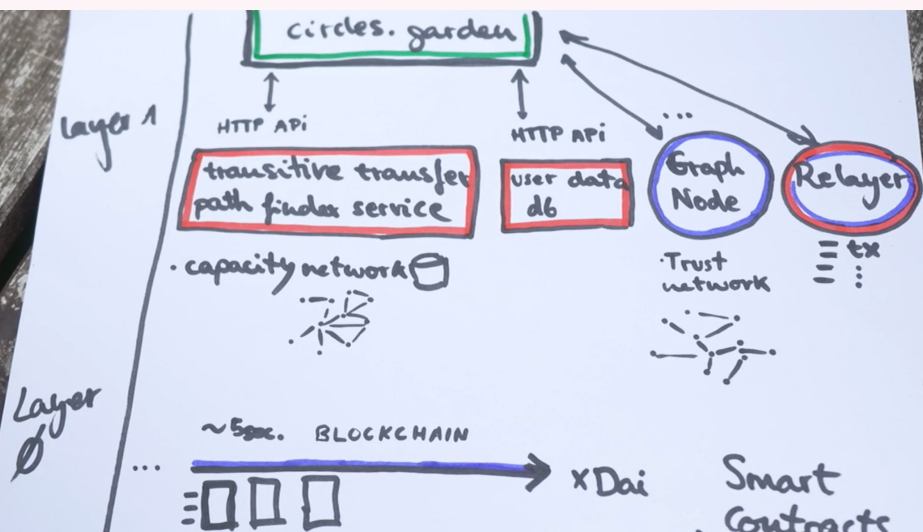 circles.garden
Layer 1
HTTP APi
HTTP APi
...
transitive transfer
path finder service
user data
db
Graph
Node
Relayer
· capacity network
· Trust
network
tx
Layer
Ø
~5sec. BLOCKCHAIN
...
xDai
Smart
Contracts